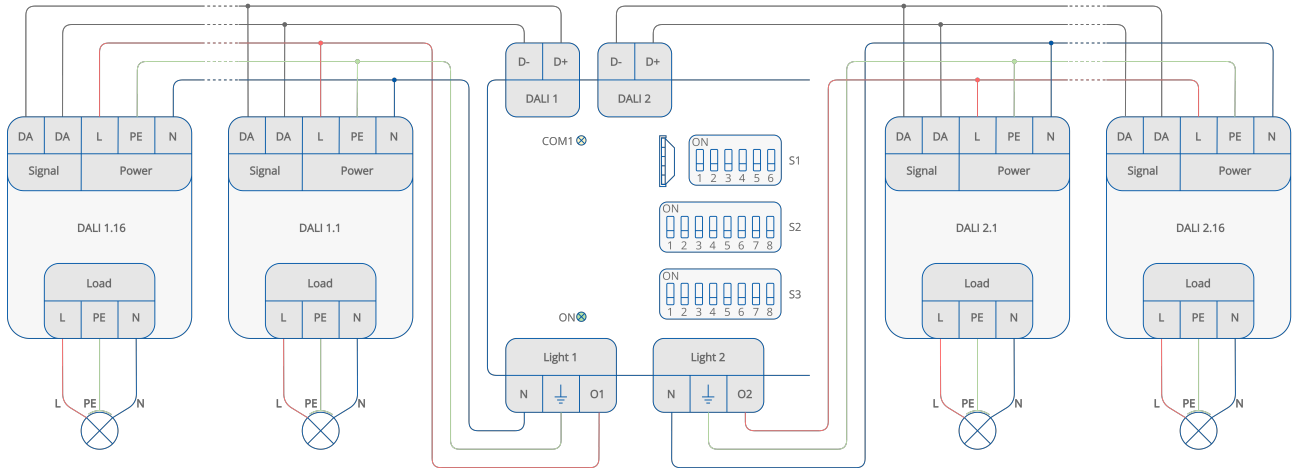 D- D+ D- D+
DALI 1 DALI 2
DA DA L PE N DA DA L PE N
Signal Power Signal Power
DALI 1.16 DALI 1.1
Load Load
L PE N L PE N
L PE N L PE N
COM1
ON
1 2 3 4 5 6
S1
ON
1 2 3 4 5 6 7 8
S2
ON
1 2 3 4 5 6 7 8
S3
ON
Light 1 Light 2
N O1 N O2
DA DA L PE N DA DA L PE N
Signal Power Signal Power
DALI 2.1 DALI 2.16
Load Load
L PE N L PE N
L PE N L PE N